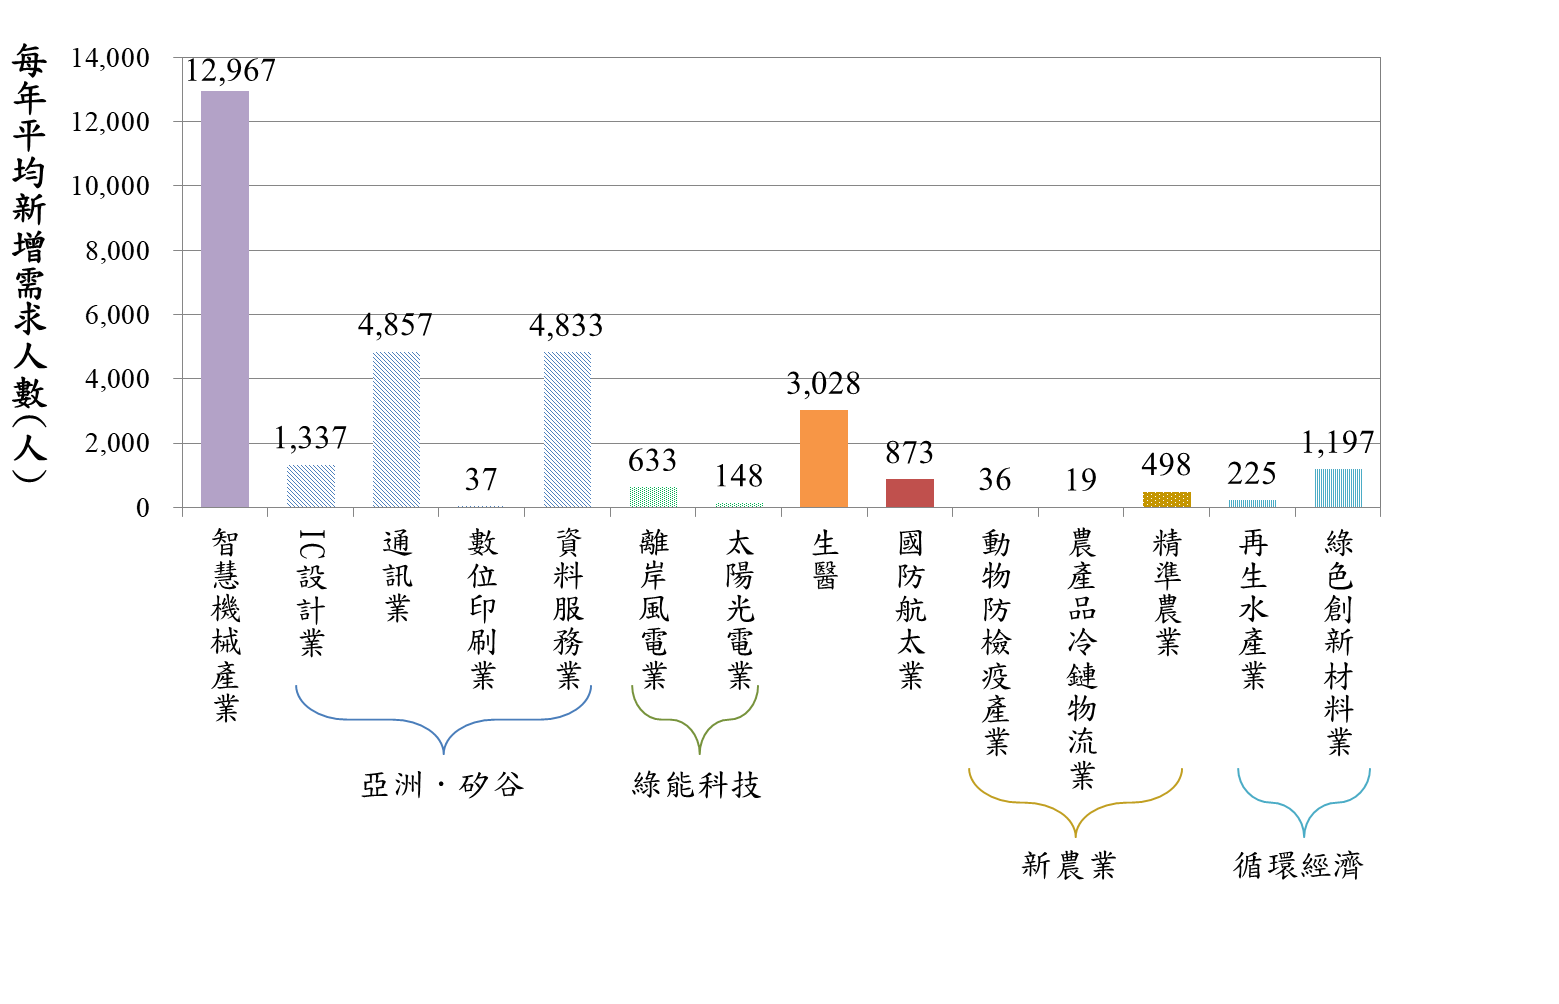 每年平均新增需求人數(人)
14,000
12,000
10,000
8,000
6,000
4,000
2,000
0
12,967
1,337
4,857
37
4,833
633
148
3,028
873
36
19
498
225
1,197
智慧機械產業
IC設計業
通訊業
數位印刷業
資料服務業
離岸風電業
太陽光電業
生醫
國防航太業
動物防檢疫產業
農產品冷鏈物流業
精準農業
再生水產業
綠色創新材料業
亞洲・矽谷
綠能科技
新農業
循環經濟